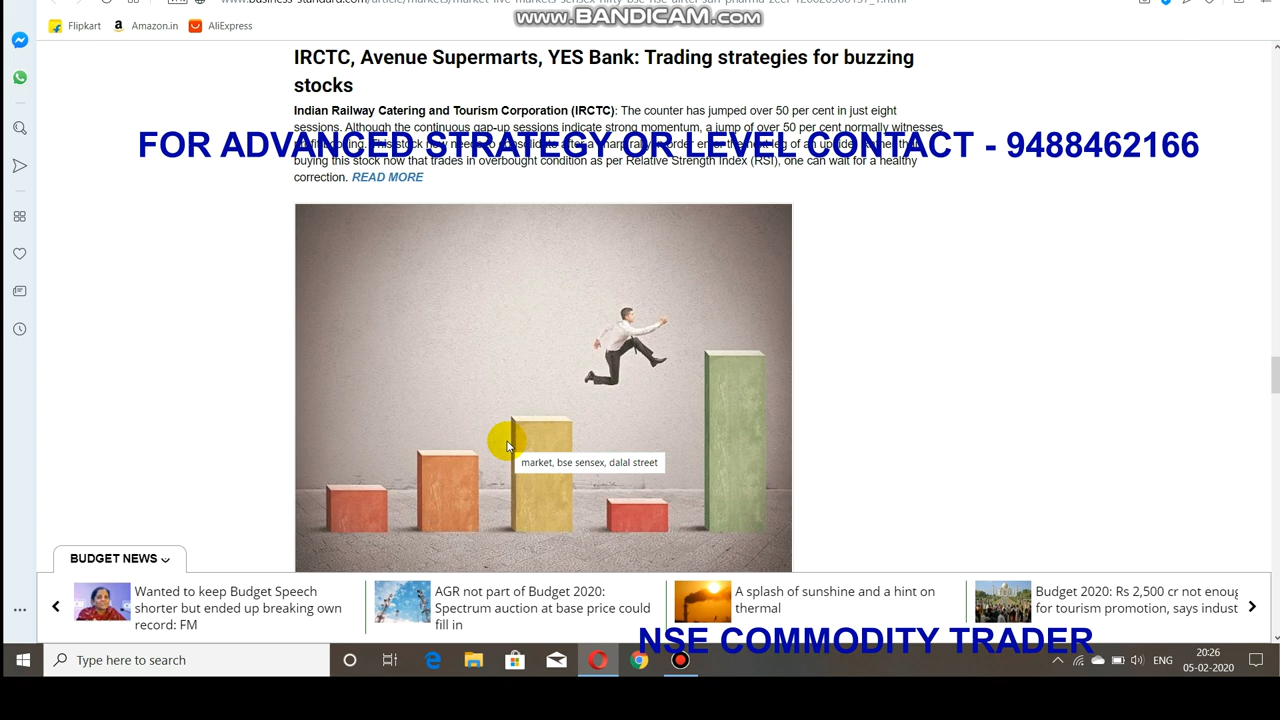 www.BANDICAM.com
Flipkart
Amazon.in
AliExpress
IRCTC, Avenue Supermarts, YES Bank: Trading strategies for buzzing
stocks
Indian Railway Catering and Tourism Corporation (IRCTC): The counter has jumped over 50 per cent in just eight
sessions. Although the continuous gap-up sessions indicate strong momentum, a jump of over 50 per cent normally witnesses
FOR ADVANCED STRATEGY OR LEVEL CONTACT - 9488462166
buying this stock now that trades in overbought condition as per Relative Strength Index (RSI), one can wait for a healthy
correction. READ MORE
market, bse sensex, dalal street
BUDGET NEWS
Wanted to keep Budget Speech
shorter but ended up breaking own
record: FM
AGR not part of Budget 2020:
Spectrum auction at base price could
fill in
A splash of sunshine and a hint on
thermal
Budget 2020: Rs 2,500 cr not
for tourism promotion, says
NSE COMMODITY TRADER
Type here to search
ENG
20:26
05-02-2020